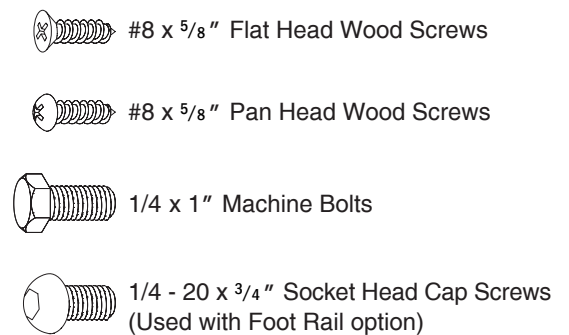 #8 x 5/8" Flat Head Wood Screws
#8 x 5/8" Pan Head Wood Screws
1/4 x 1" Machine Bolts
1/4 - 20 x 3/4" Socket Head Cap Screws
(Used with Foot Rail option)